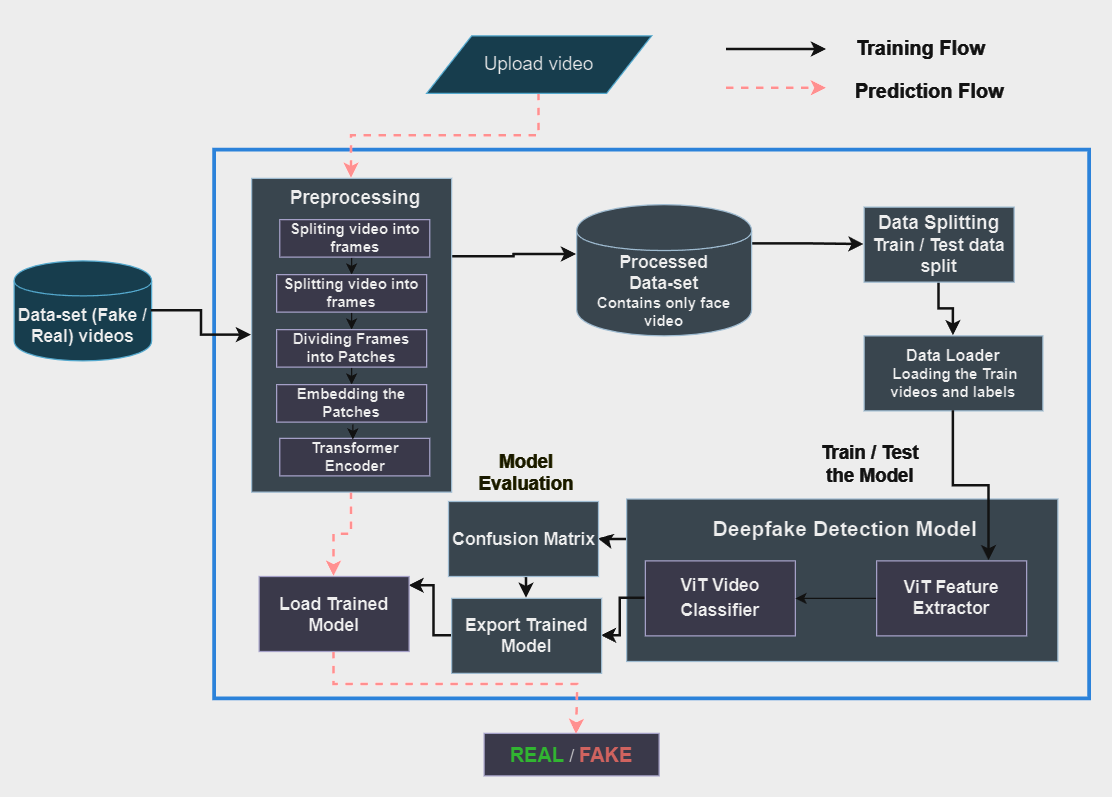 Upload video
Training Flow
Prediction Flow
Preprocessing
Spliting video into
frames
Splitting video into
frames
Dividing Frames
into Patches
Embedding the
Patches
Transformer
Encoder
Data-set (Fake /
Real) videos
Processed
Data-set
Contains only face
video
Data Splitting
Train / Test data
split
Data Loader
Loading the Train
videos and labels
Train / Test
the Model
Model
Evaluation
Confusion Matrix
Deepfake Detection Model
ViT Video
Classifier
ViT Feature
Extractor
Load Trained
Model
Export Trained
Model
REAL / FAKE